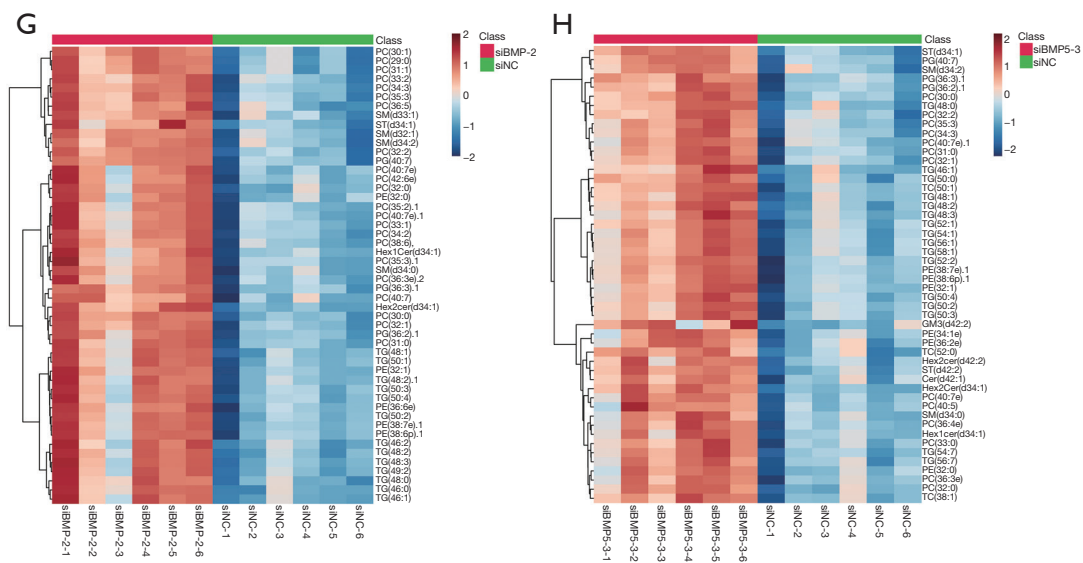 G
Class
PC(30:1)
PC(29:0)
PC(31:1)
PC(33:2)
PC(34:3)
PC(35:3)
PC(36:5)
SM(d33:1)
ST(d34:1)
SM(d32:1)
SM(d34:2)
PC(32:2)
PG(40:7)
PC(40:7e)
PC(42:6e)
PC(32:0)
PE(32:0)
PC(35:2).1
PC(40:7e).1
PC(33:1)
PC(34:2)
PC(38:6),
Hex1Cer(d34:1)
PC(35:3).1
SM(d34:0)
PC(36:3e).2
PG(36:3).1
PC(40:7)
Hex2cer(d34:1)
PC(30:0)
PC(32:1)
PG(36:2).1
PC(31:0)
TG(48:1)
TG(50:1)
PE(32:1)
TG(48:2).1
TG(50:3)
TG(50:4)
PE(36:6e)
TG(50:2)
PE(38:7e).1
PE(38:6p).1
TG(46:2)
TG(48:2)
TG(48:3)
TG(49:2)
TG(48:0)
TG(46:0)
TG(46:1)
siBMP-2-1
siBMP-2-2
siBMP-2-3
siBMP-2-4
siBMP-2-5
siBMP-2-6
siNC-1
siNC-2
siNC-3
siNC-4
siNC-5
siNC-6
2
1
0
−1
−2
Class
siBMP-2
siNC
H
Class
ST(d34:1)
PG(40:7)
SM(d34:2)
PG(36:3).1
PG(36:2).1
PC(30:0)
TG(48:0)
PC(32:2)
PC(35:3)
PC(34:3)
PC(40:7e).1
PC(31:0)
PC(32:1)
TG(46:1)
TG(50:0)
TC(50:1)
TG(48:1)
TG(48:2)
TG(48:3)
TG(52:1)
TG(54:1)
TG(56:1)
TG(58:1)
TG(52:2)
PE(38:7e).1
PE(38:6p).1
PE(32:1)
TG(50:4)
TG(50:2)
TG(50:3)
GM3(d42:2)
PE(34:1e)
PE(36:2e)
TC(52:0)
Hex2cer(d42:2)
ST(d42:2)
Cer(d42:1)
Hex2Cer(d34:1)
PC(40:7e)
PC(40:5)
SM(d34:0)
PC(36:4e)
Hex1cer(d34:1)
PC(33:0)
TG(54:7)
TG(56:7)
PE(32:0)
PC(36:3e)
PC(32:0)
TC(38:1)
siBMP5-3-1
siBMP5-3-2
siBMP5-3-3
siBMP5-3-4
siBMP5-3-5
siBMP5-3-6
siNC-1
siNC-2
siNC-3
siNC-4
siNC-5
siNC-6
2
1
0
−1
−2
Class
siBMP5-3
siNC